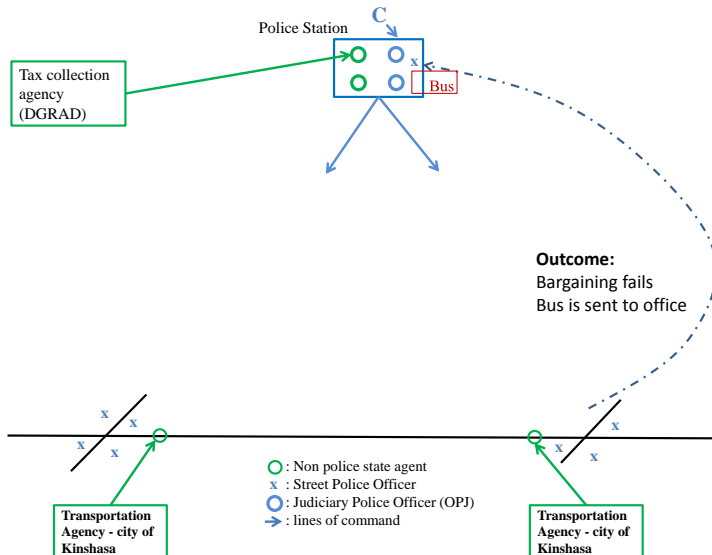 C
Police Station
x
Bus
Tax collection
agency
(DGRAD)
Outcome:
Bargaining fails
Bus is sent to office
x
x
x
x
x
x
x
: Non police state agent
x : Street Police Officer
: Judiciary Police Officer (OPJ)
: lines of command
Transportation
Agency - city of
Kinshasa
Transportation
Agency - city of
Kinshasa